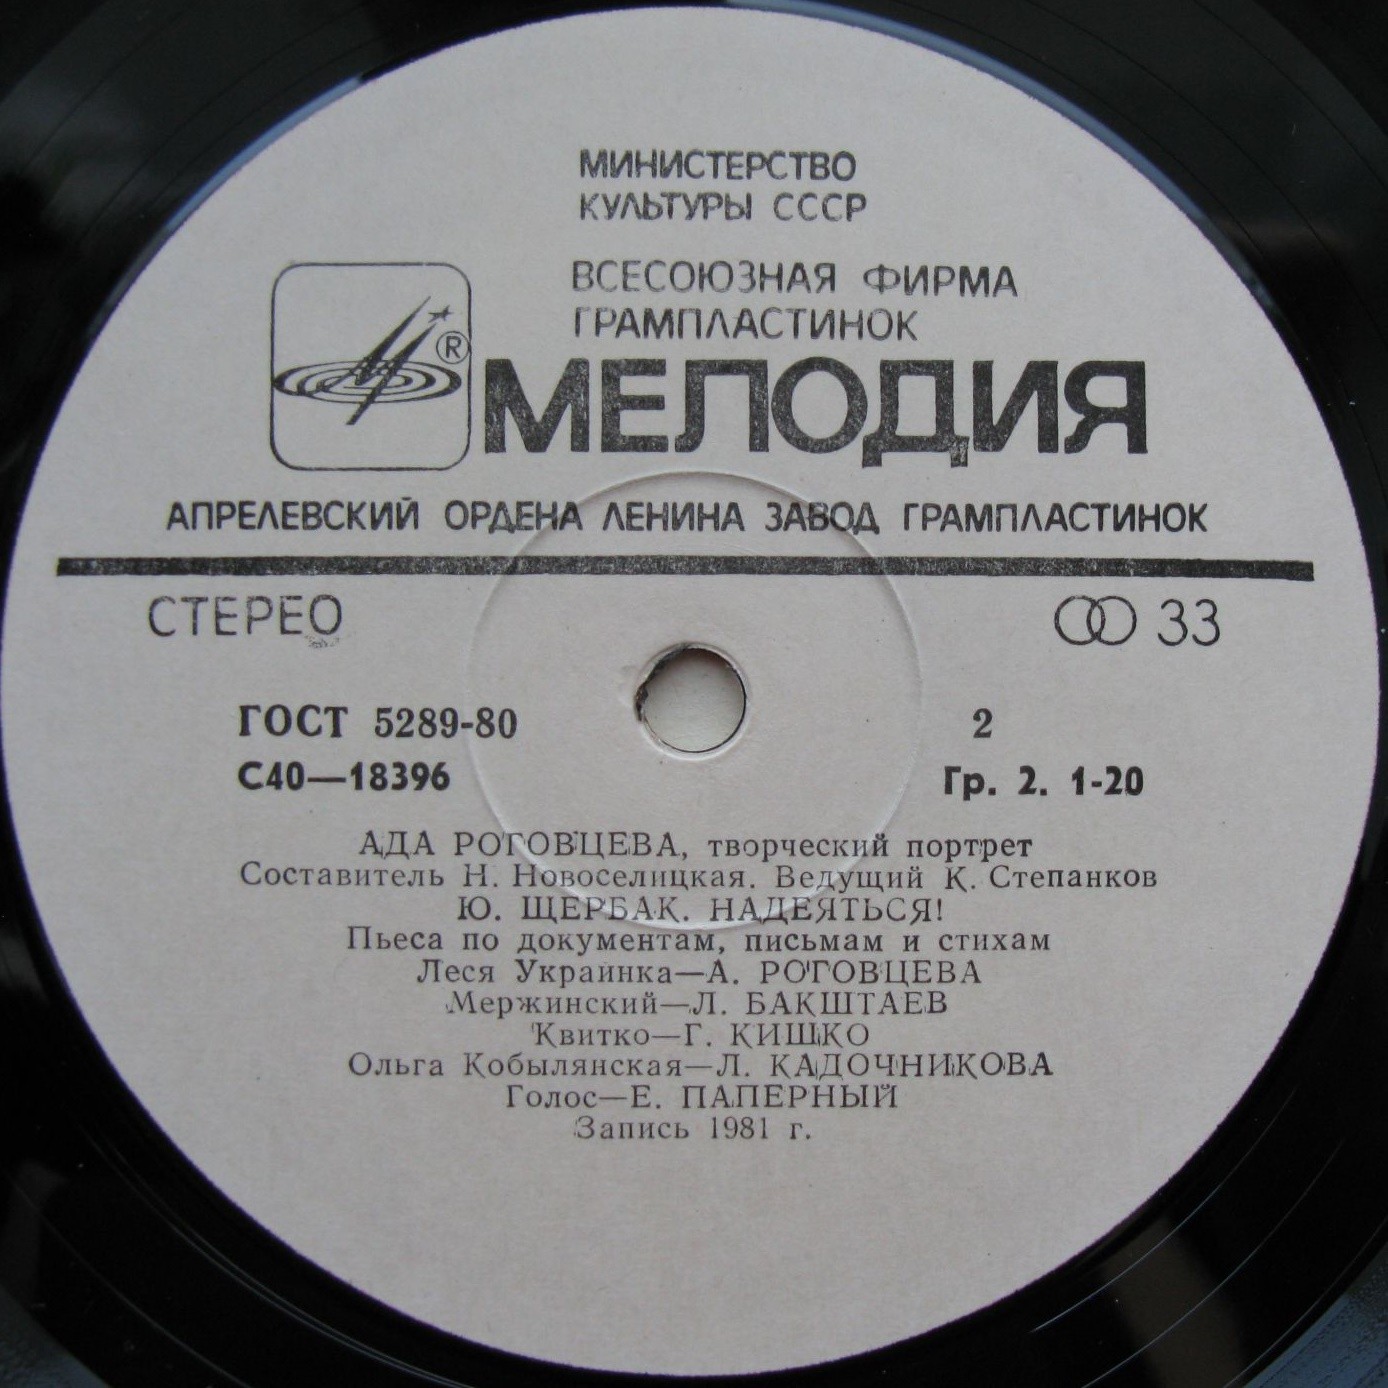 МИНИСТЕРСТВО
КУЛЬТУРЫ СССР
ВСЕСОЮЗНАЯ ФИРМА
ГРАМПЛАСТИНОК
®
МЕЛОДИЯ
АПРЕЛЕВСКИЙ ОРДЕНА ЛЕНИНА ЗАВОД ГРАМПЛАСТИНОК
СТЕРЕО 33
ГОСТ 5289-80 2
С40—18396 Гр. 2. 1-20
АДА РОГОВЦЕВА, творческий портрет
Составитель Н. Новоселицкая. Ведущий К. Степанков
Ю. ЩЕРБАК. НАДЕЯТЬСЯ!
Пьеса по документам, письмам и стихам
Леся Украинка—А. РОГОВЦЕВА
Мержинский—Л. БАКШТАЕВ
Квитко—Г. КИШКО
Ольга Кобылянская—Л. КАДОЧНИКОВА
Голос—Е. ПАПЕРНЫЙ
Запись 1981 г.